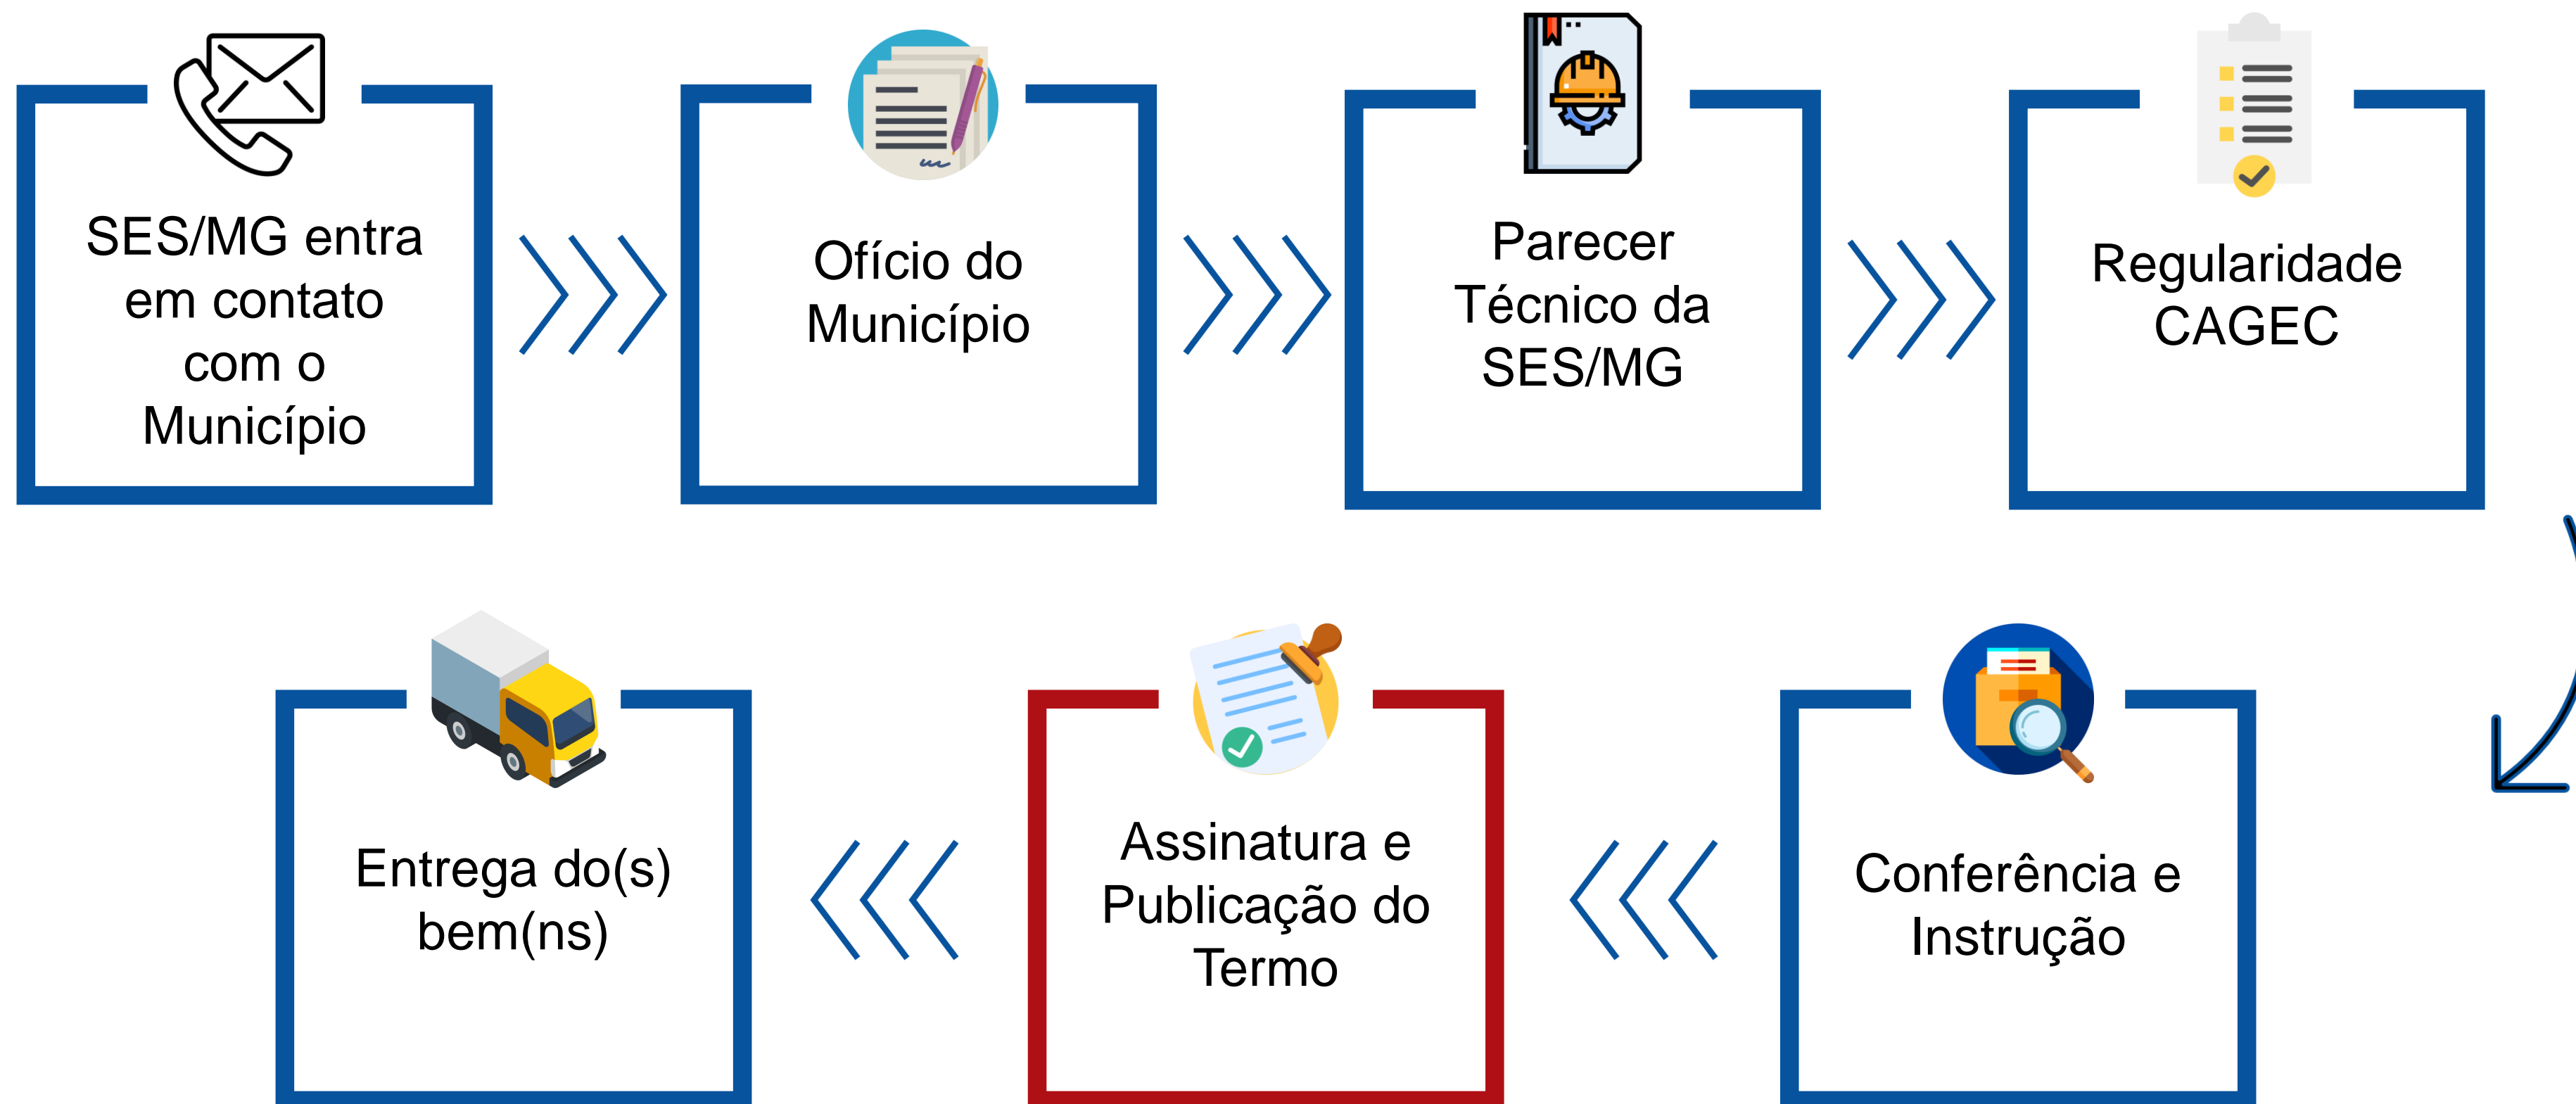 SES/MG entra
em contato
com o
Município
Ofício do
Município
Parecer
Técnico da
SES/MG
Regularidade
CAGEC
Conferência e
Instrução
Assinatura e
Publicação do
Termo
Entrega do(s)
bem(ns)